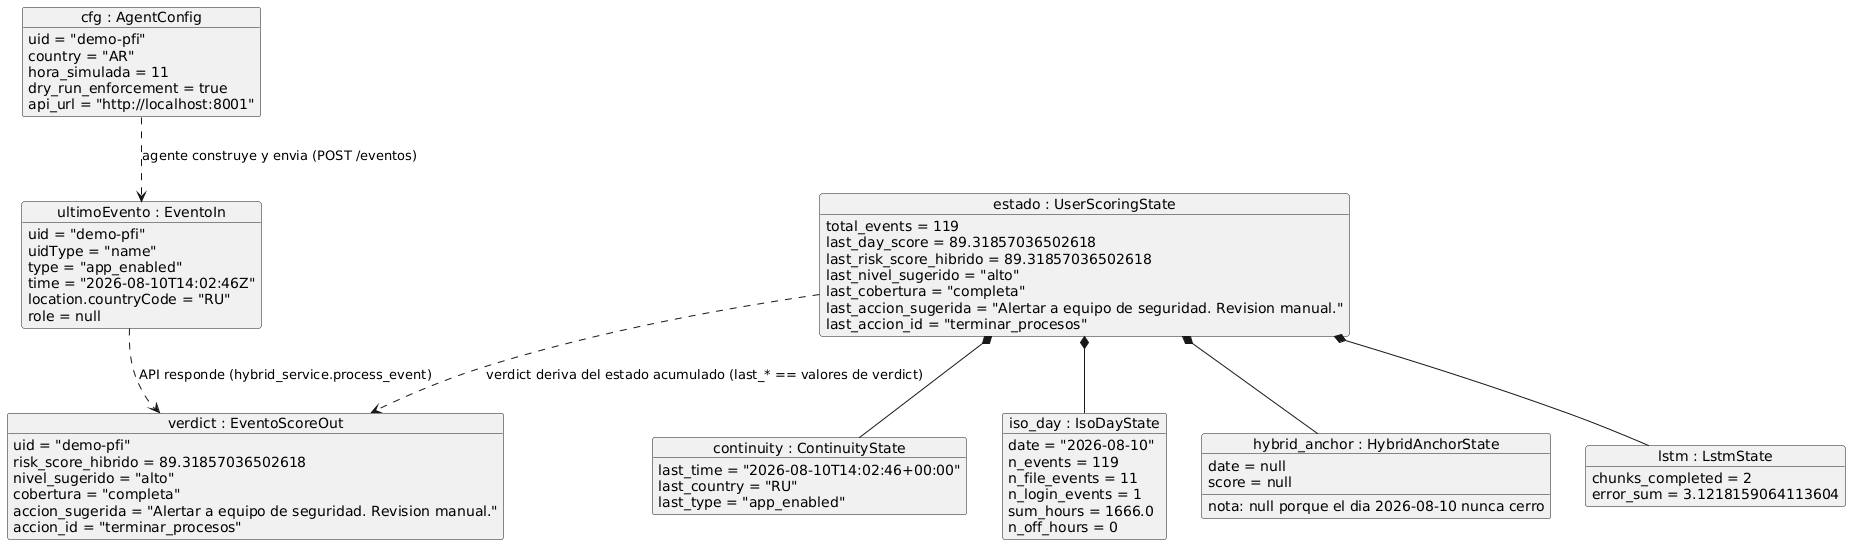 cfg : AgentConfig
uid = "demo-pfi"
country = "AR"
hora_simulada = 11
dry_run_enforcement = true
api_url = "http://localhost:8001"
agente construye y envia (POST /eventos)
ultimoEvento : EventoIn
uid = "demo-pfi"
uidType = "name"
type = "app_enabled"
time = "2026-08-10T14:02:46Z"
location.countryCode = "RU"
role = null
estado : UserScoringState
total_events = 119
last_day_score = 89.31857036502618
last_risk_score_hibrido = 89.31857036502618
last_nivel_sugerido = "alto"
last_cobertura = "completa"
last_accion_sugerida = "Alertar a equipo de seguridad. Revision manual."
last_accion_id = "terminar_procesos"
API responde (hybrid_service.process_event)
verdict deriva del estado acumulado (last_* == valores de verdict)
verdict : EventoScoreOut
uid = "demo-pfi"
risk_score_hibrido = 89.31857036502618
nivel_sugerido = "alto"
cobertura = "completa"
accion_sugerida = "Alertar a equipo de seguridad. Revision manual."
accion_id = "terminar_procesos"
continuity : ContinuityState
last_time = "2026-08-10T14:02:46+00:00"
last_country = "RU"
last_type = "app_enabled"
iso_day : IsoDayState
date = "2026-08-10"
n_events = 119
n_file_events = 11
n_login_events = 1
sum_hours = 1666.0
n_off_hours = 0
hybrid_anchor : HybridAnchorState
date = null
score = null
nota: null porque el dia 2026-08-10 nunca cerro
lstm : LstmState
chunks_completed = 2
error_sum = 3.1218159064113604